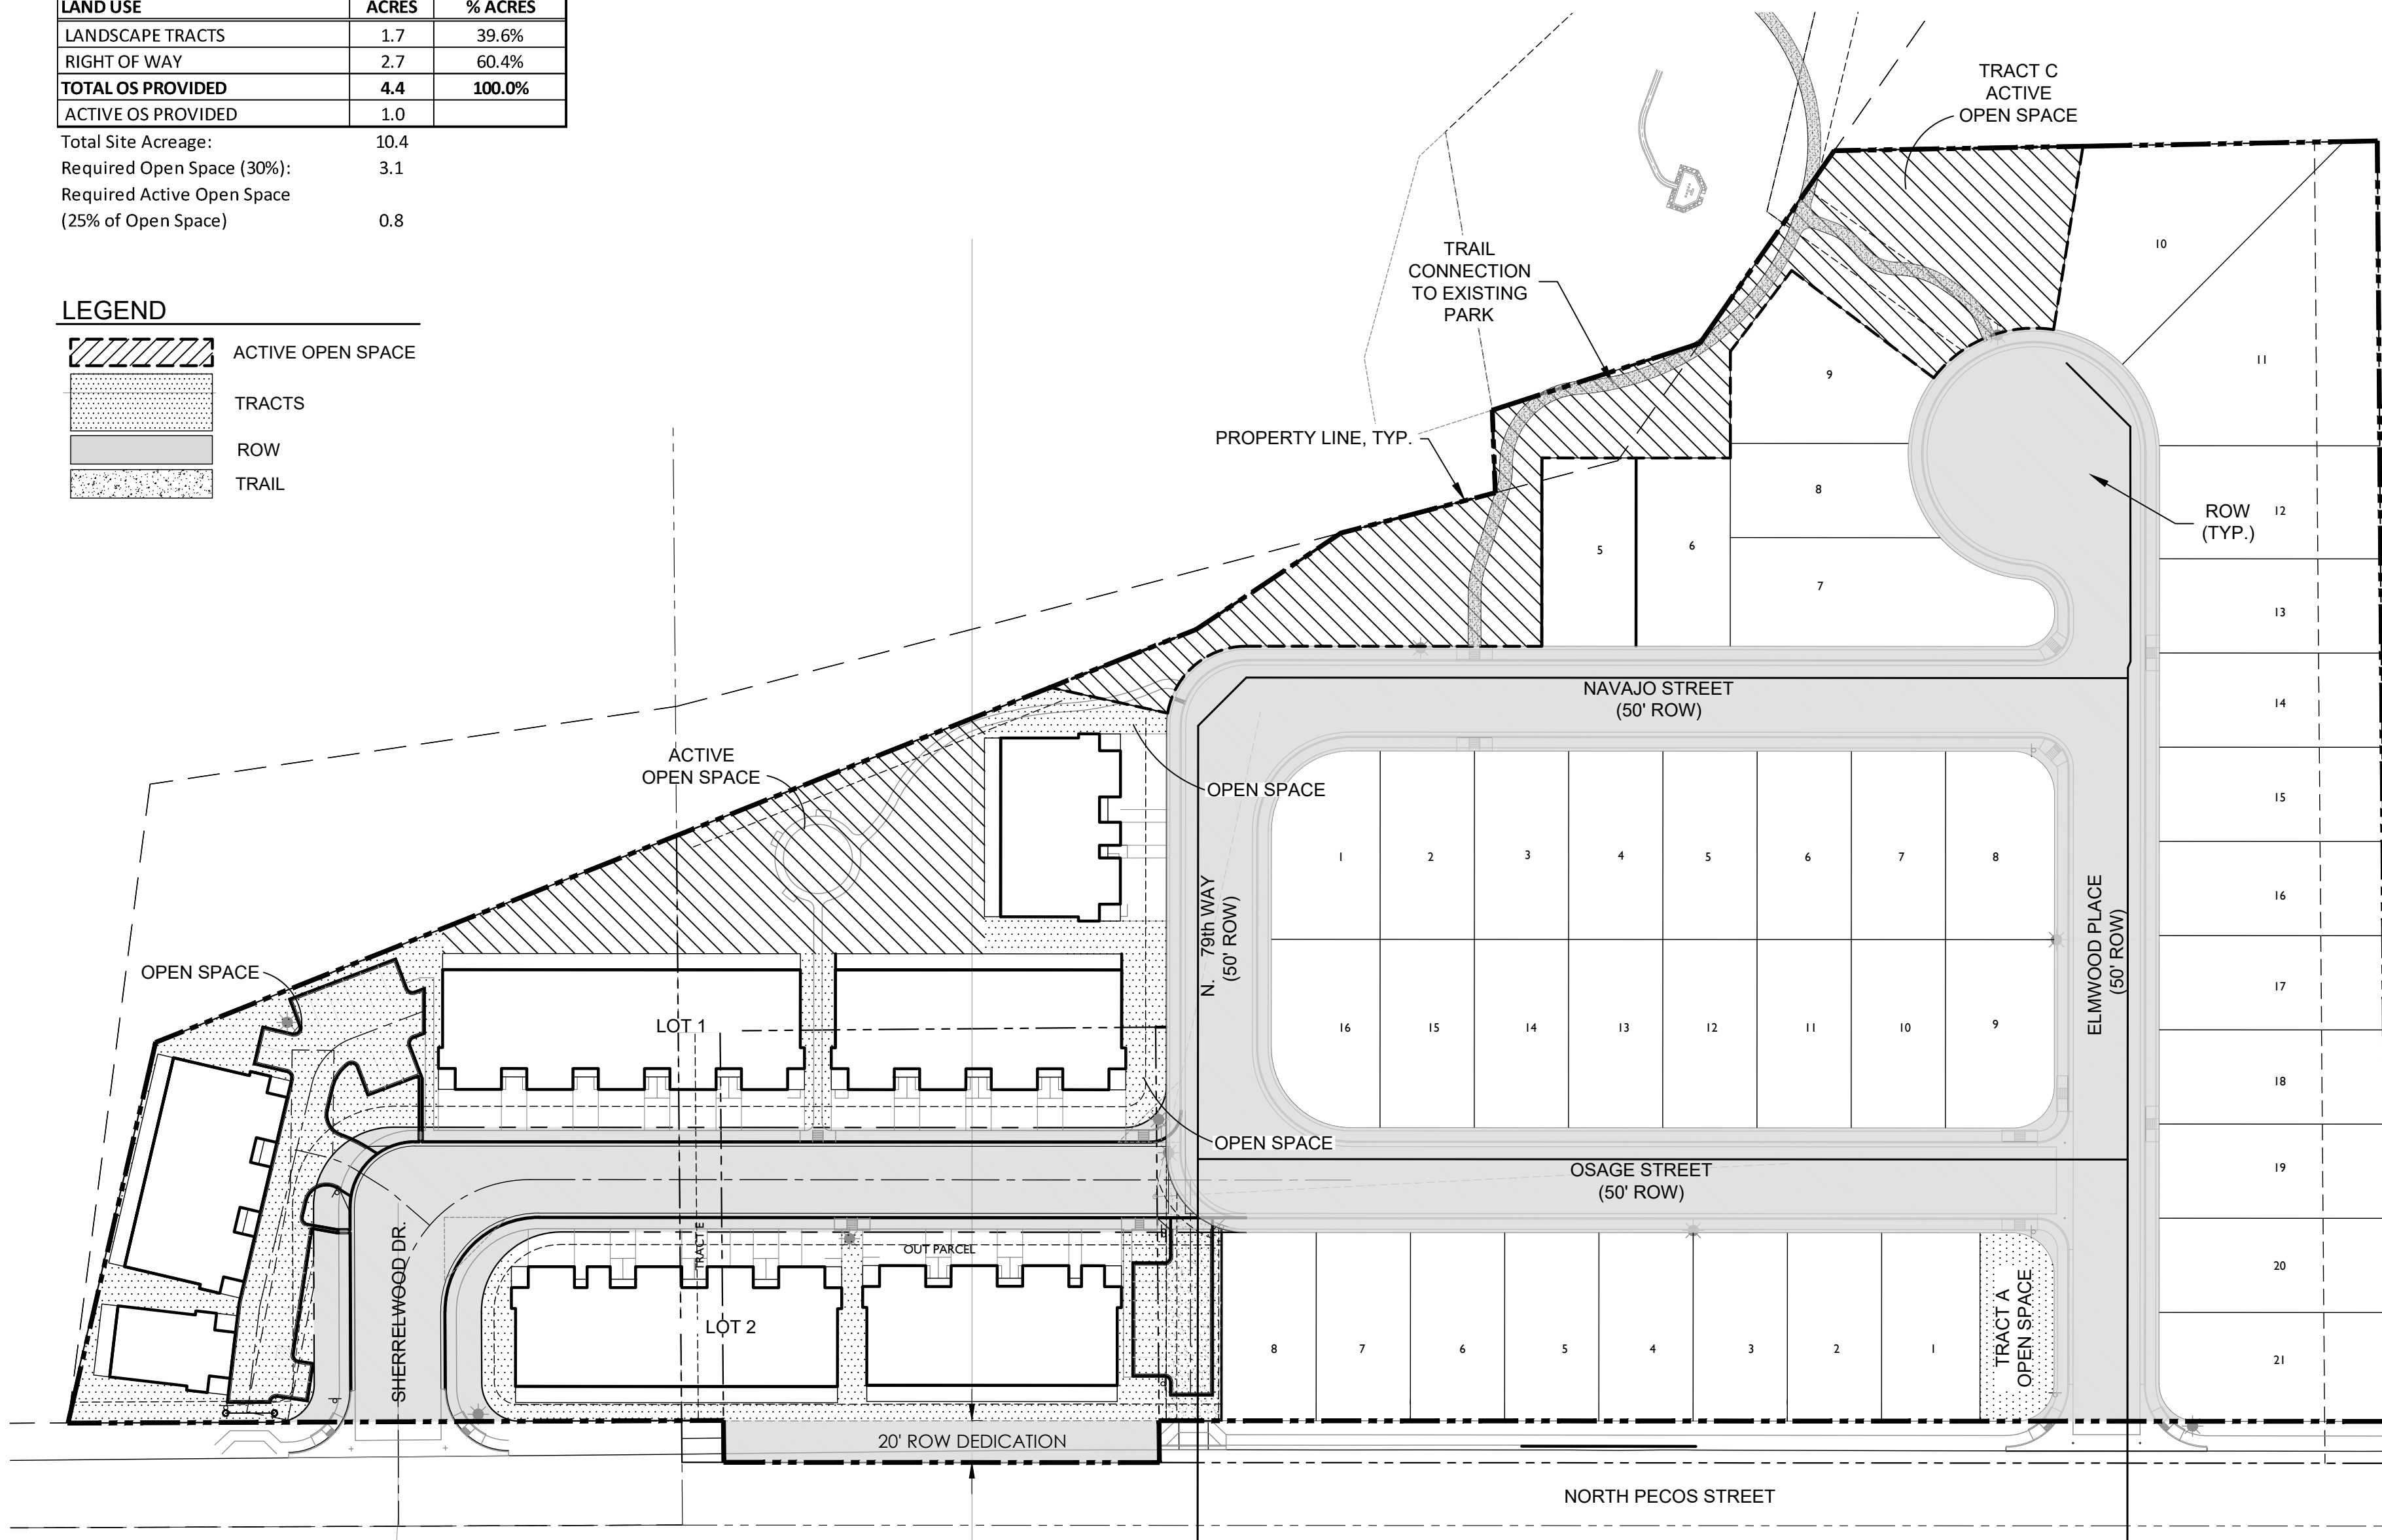 LAND USE ACRES % ACRES
LANDSCAPE TRACTS 1.7 39.6%
RIGHT OF WAY 2.7 60.4%
TOTAL OS PROVIDED 4.4 100.0%
ACTIVE OS PROVIDED 1.0
Total Site Acreage: 10.4
Required Open Space (30%): 3.1
Required Active Open Space
(25% of Open Space) 0.8
LEGEND
ACTIVE OPEN SPACE
TRACTS
ROW
TRAIL
TRACT C
ACTIVE
OPEN SPACE
TRAIL
CONNECTION
TO EXISTING
PARK
PROPERTY LINE, TYP.
10
11
9
8
7
5
6
ROW
(TYP.)
12
13
14
15
16
17
18
19
20
21
NAVAJO STREET
(50' ROW)
ACTIVE
OPEN SPACE
OPEN SPACE
OPEN SPACE
OPEN SPACE
N. 79th WAY
(50' ROW)
1 2 3 4 5 6 7 8
16 15 14 13 12 11 10 9
ELMWOOD PLACE
(50' ROW)
LOT 1
OSAGE STREET
(50' ROW)
SHERRELWOOD DR.
TRACT E
OUT PARCEL
LOT 2
8 7 6 5 4 3 2 1
TRACT A
OPEN SPACE
20' ROW DEDICATION
NORTH PECOS STREET